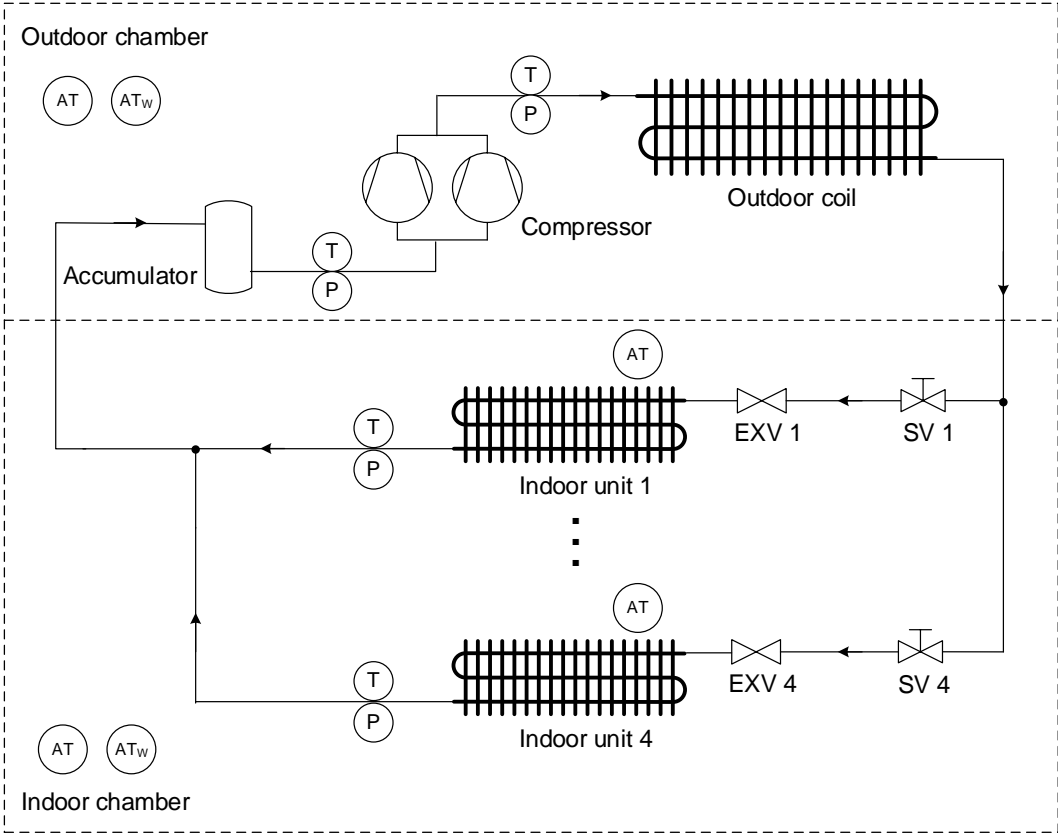 Outdoor chamber
AT
ATW
T
P
Outdoor coil
Compressor
T
P
Accumulator
AT
T
P
EXV 1
SV 1
Indoor unit 1
AT
T
P
EXV 4
SV 4
Indoor unit 4
AT
ATW
Indoor chamber